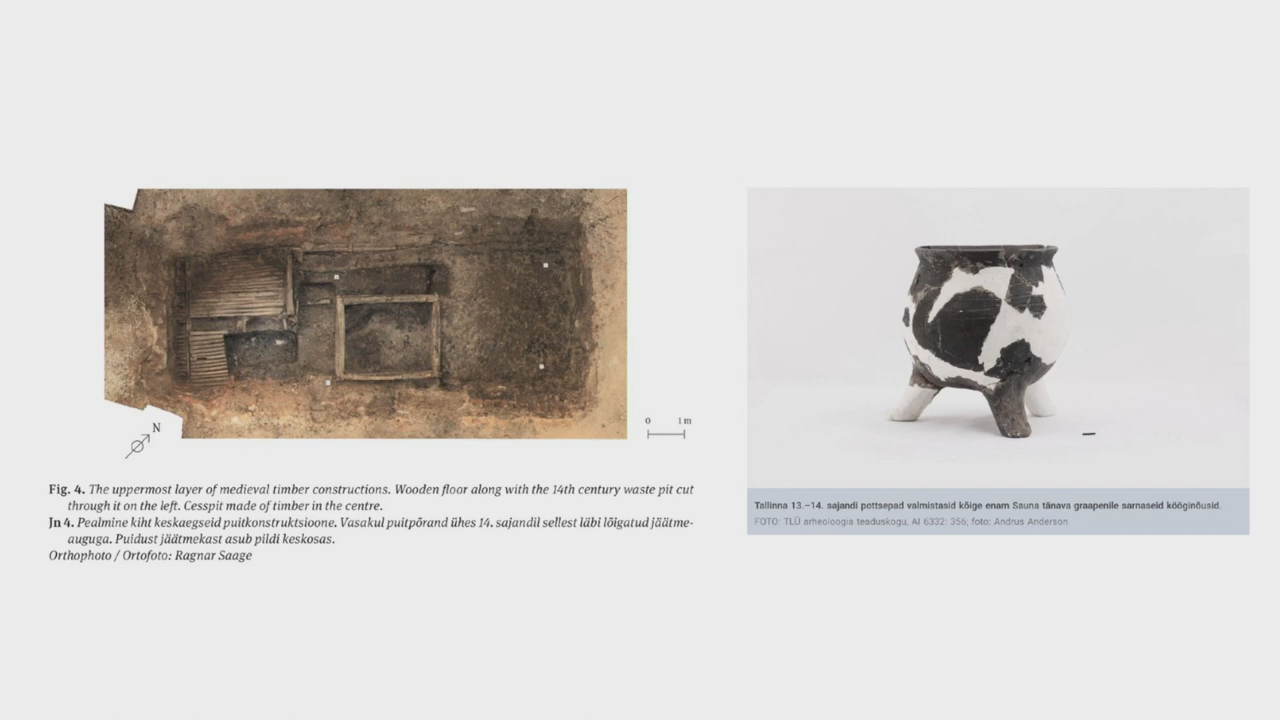 N
0 1 m
Fig. 4. The uppermost layer of medieval timber constructions. Wooden floor along with the 14th century waste pit cut
through it on the left. Cesspit made of timber in the centre.
Jn 4. Pealmine kiht keskaegseid puitkonstruktsioone. Vasakul puitpõrand ühes 14. sajandil sellest läbi lõigatud jäätme-
auguga. Puidust jäätmekast asub pildi keskosas.
Orthophoto / Ortofoto: Ragnar Saage
Tallinna 13.–14. sajandi pottsepad valmistasid kõige enam Sauna tänava graapenile sarnaseid kööginõusid.
FOTO: TLÜ arheoloogia teaduskogu, AI 6332: 356; foto: Andrus Anderson